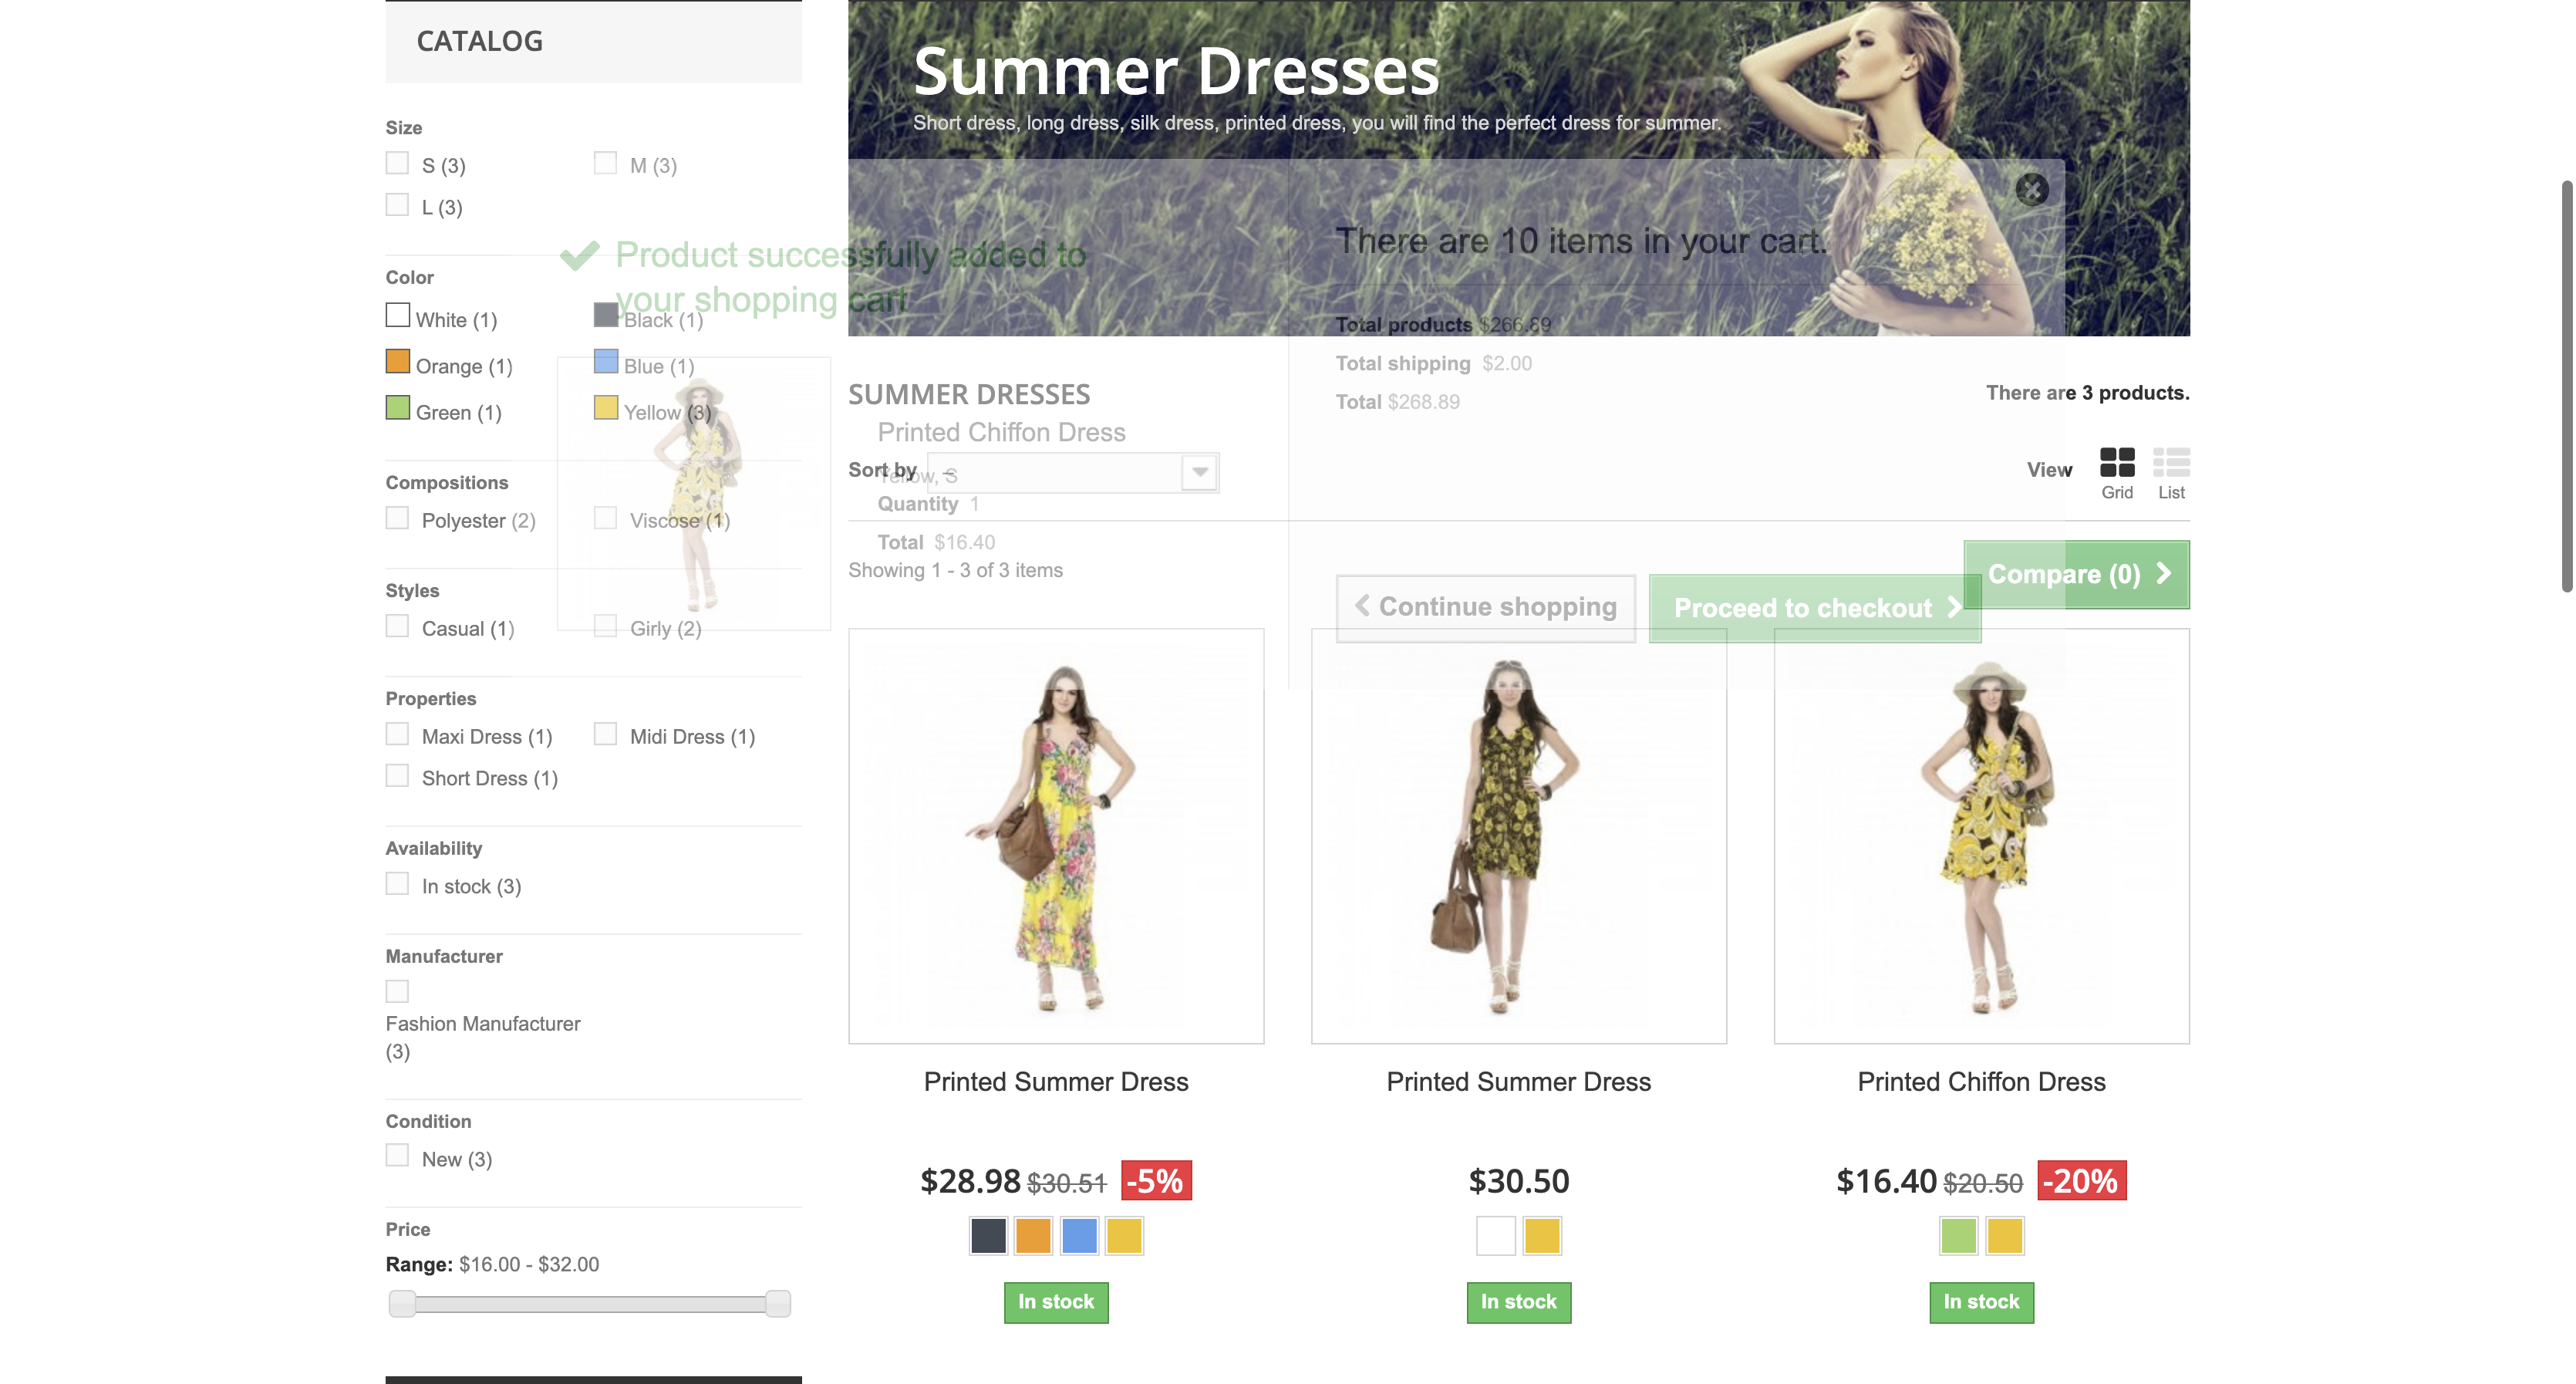 CATALOG
Size
S (3)
M (3)
L (3)
Color
White (1)
Black (1)
Orange (1)
Blue (1)
Green (1)
Yellow (3)
Compositions
Polyester (2)
Viscose (1)
Styles
Casual (1)
Girly (2)
Properties
Maxi Dress (1)
Midi Dress (1)
Short Dress (1)
Availability
In stock (3)
Manufacturer
Fashion Manufacturer
(3)
Condition
New (3)
Price
Range: $16.00 - $32.00
Summer Dresses
Short dress, long dress, silk dress, printed dress, you will find the perfect dress for summer.
Product successfully added to
your shopping cart
Printed Chiffon Dress
Yellow, S
Quantity 1
Total $16.40
There are 10 items in your cart.
Total products $266.89
Total shipping $2.00
Total $268.89
Continue shopping
Proceed to checkout
SUMMER DRESSES
There are 3 products.
Sort by --
View
Grid
List
Showing 1 - 3 of 3 items
Compare (0)
Printed Summer Dress
$28.98 $30.51 -5%
In stock
Printed Summer Dress
$30.50
In stock
Printed Chiffon Dress
$16.40 $20.50 -20%
In stock